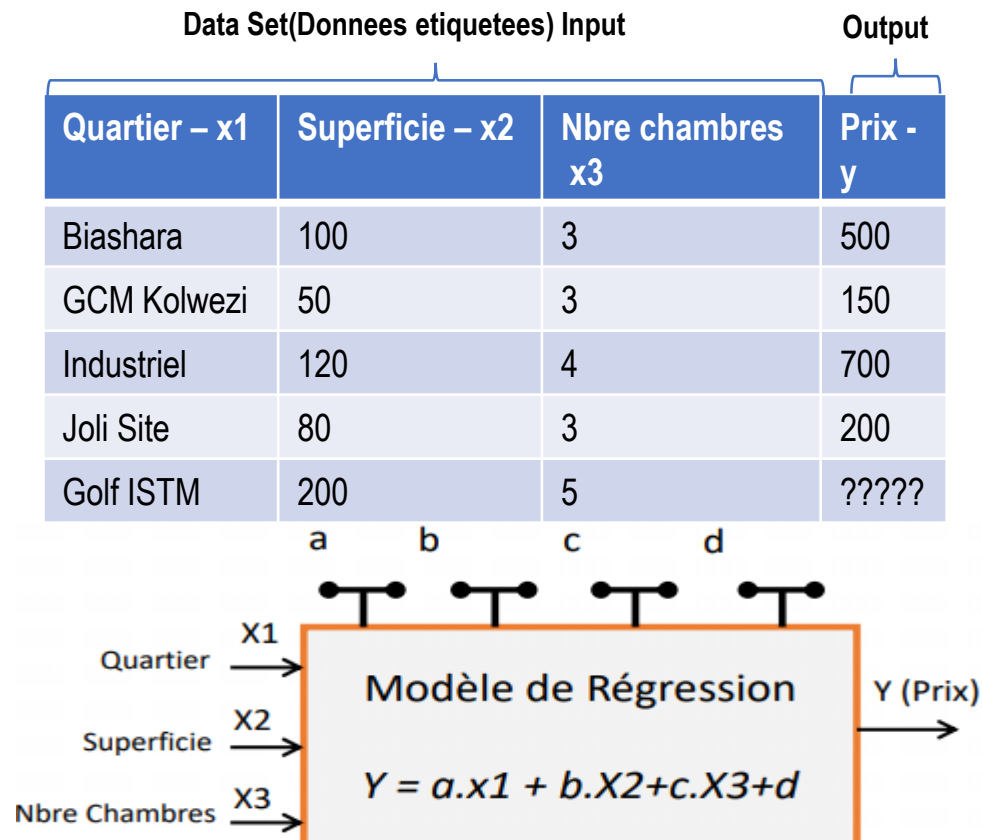 Data Set(Donnees etiquetees) Input Output
Quartier – x1 Superficie – x2 Nbre chambres Prix -
x3 y
Biashara 100 3 500
GCM Kolwezi 50 3 150
Industriel 120 4 700
Joli Site 80 3 200
Golf ISTM 200 5 ?????
a b c d
X1
Quartier
Modèle de Régression
Y (Prix)
X2
Superficie
Y = a.x1 + b.X2+c.X3+d
X3
Nbre Chambres